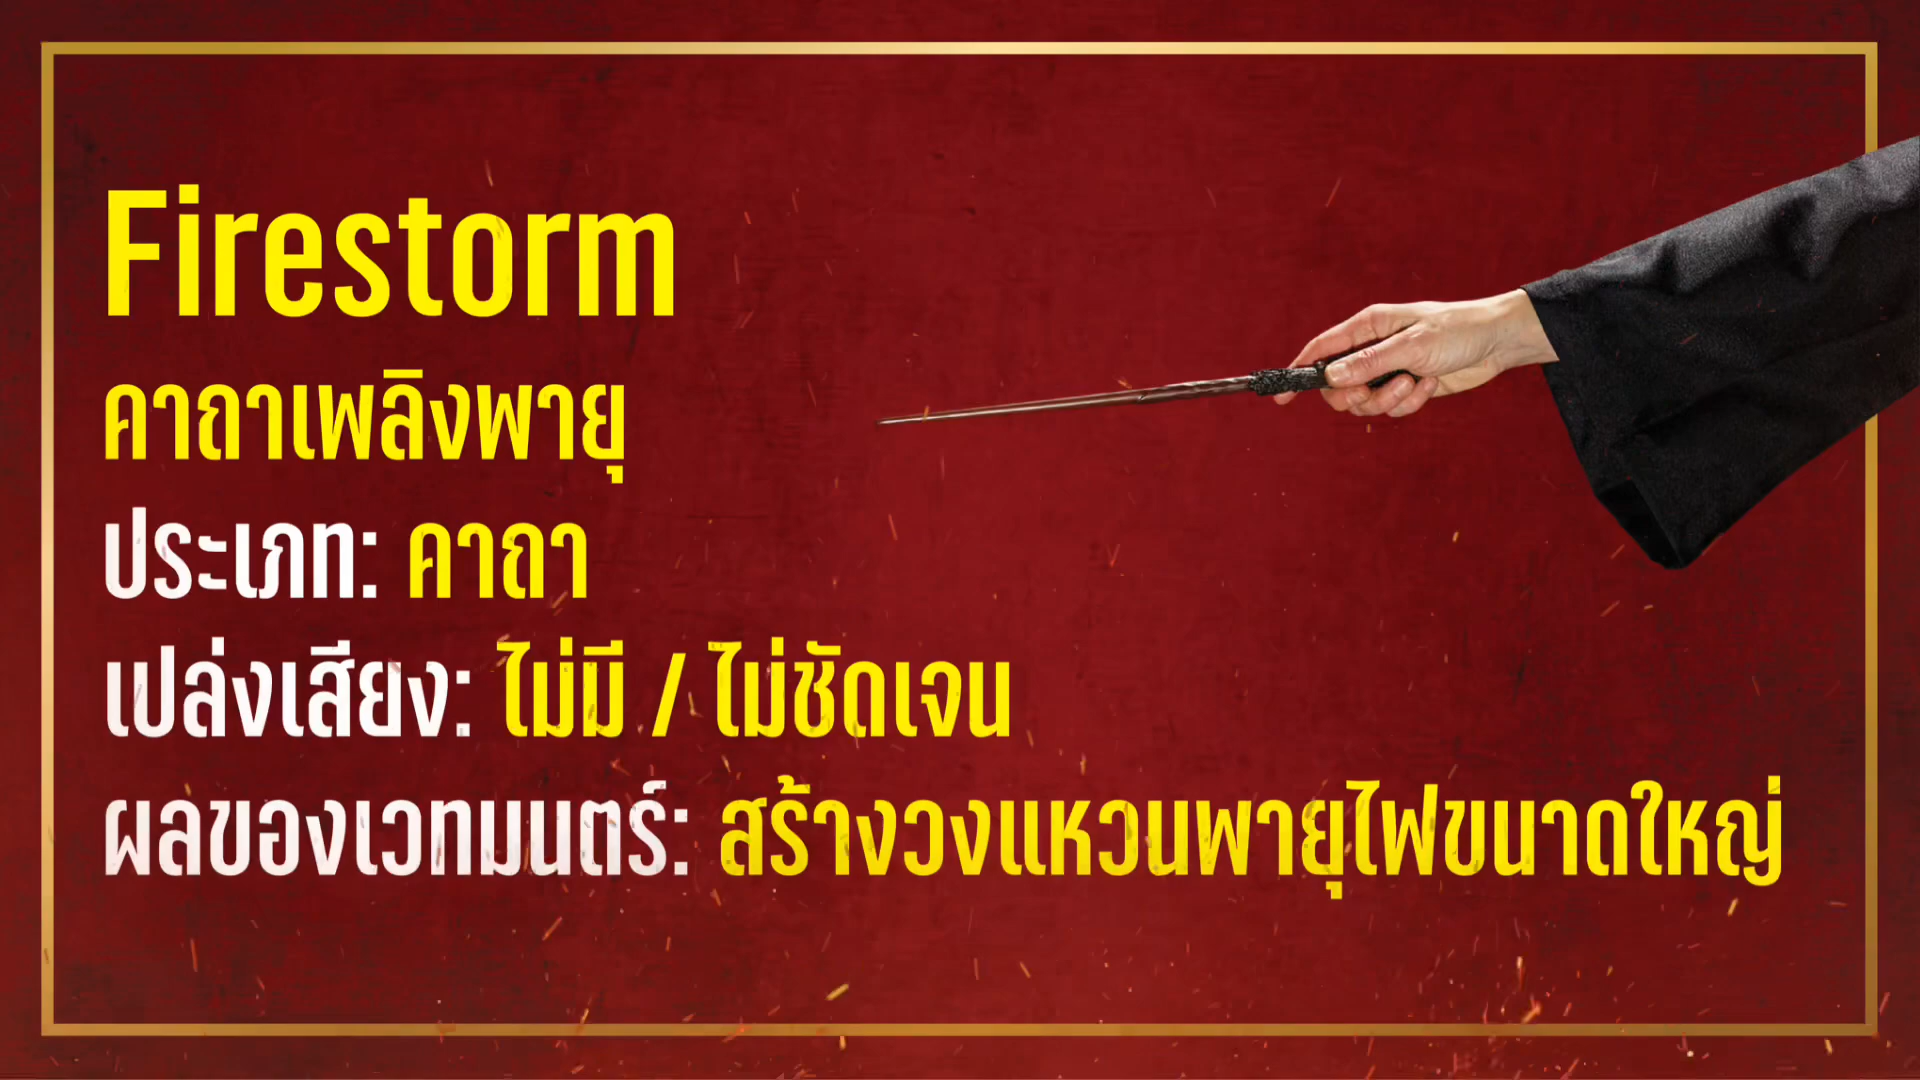 Firestorm
คาถาเพลิงพายุ
ประเภท: คาถา
เปล่งเสียง: ไม่มี / ไม่ชัดเจน
ผลของเวทมนตร์: สร้างวงแหวนพายุไฟขนาดใหญ่